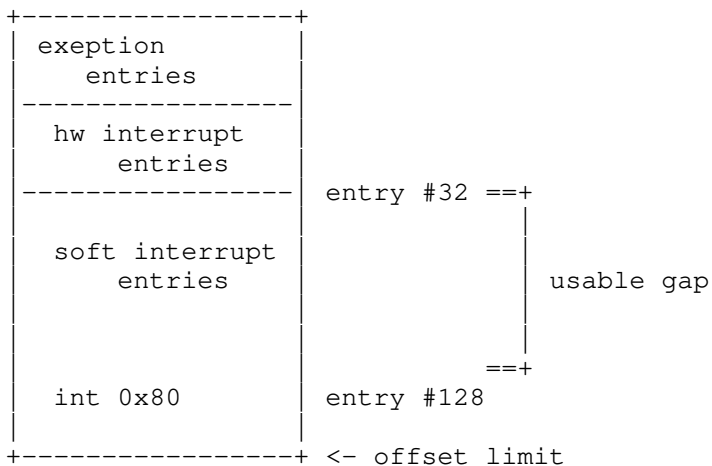 exeption
entries
hw interrupt
entries
entry #32 ==+
soft interrupt
entries
usable gap
==+
int 0x80
entry #128
<- offset limit